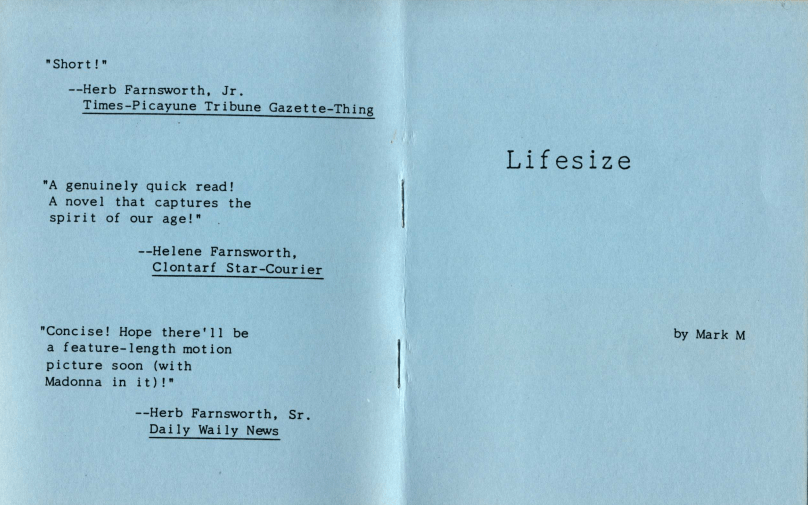 "Short!"
--Herb Farnsworth, Jr.
Times-Picayune Tribune Gazette-Thing
"A genuinely quick read!
A novel that captures the
spirit of our age!"
--Helene Farnsworth,
Clontarf Star-Courier
"Concise! Hope there'll be
a feature-length motion
picture soon (with
Madonna in it)!"
--Herb Farnsworth, Sr.
Daily Waily News
Lifesize
by Mark M